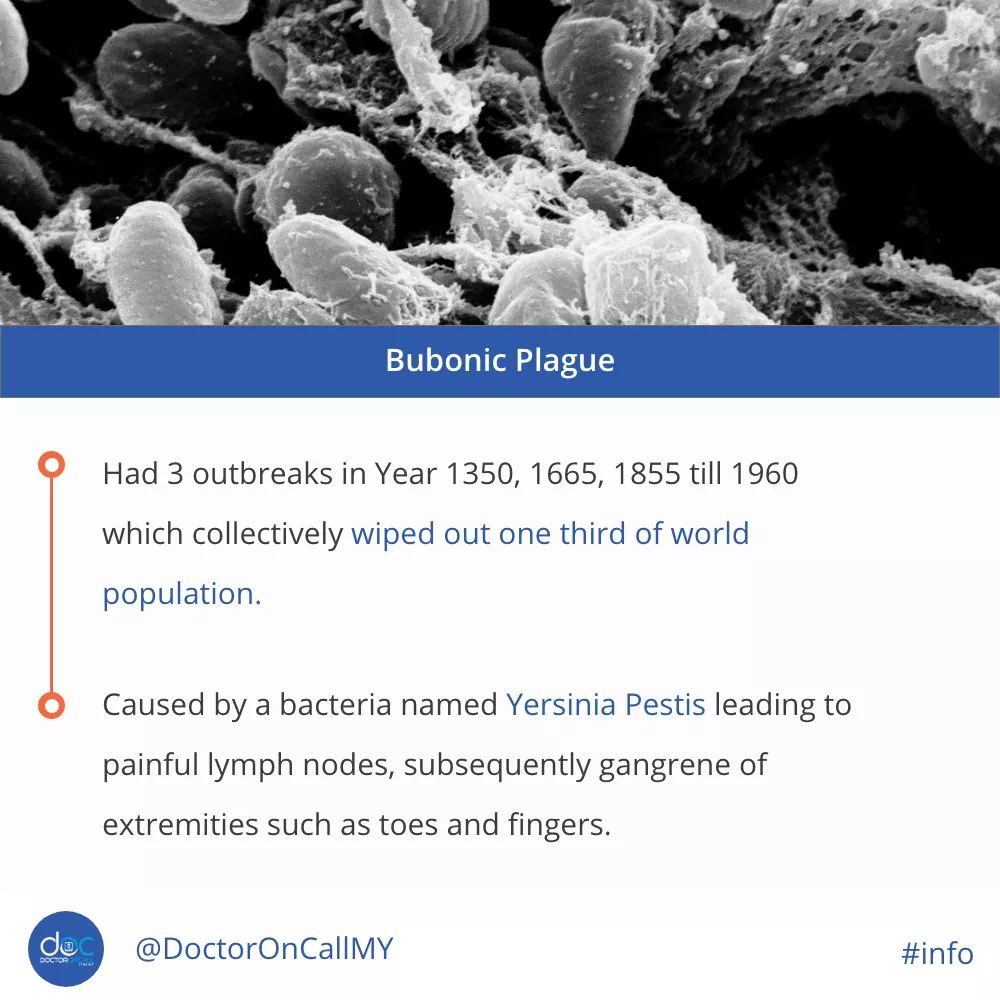 Bubonic Plague
Had 3 outbreaks in Year 1350, 1665, 1855 till 1960
which collectively wiped out one third of world
population.
Caused by a bacteria named Yersinia Pestis leading to
painful lymph nodes, subsequently gangrene of
extremities such as toes and fingers.
doc
@DoctorOnCallMY
#info